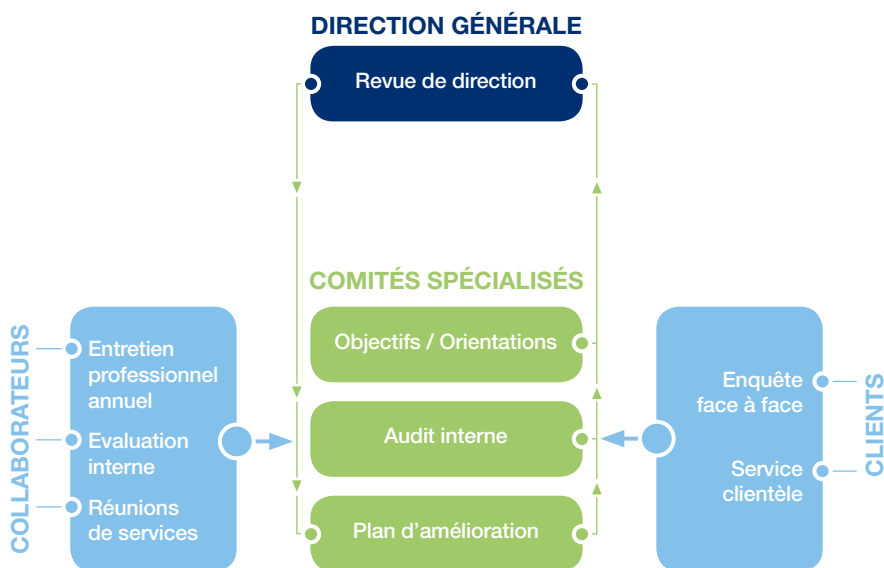 DIRECTION GÉNÉRALE
Revue de direction
COMITÉS SPÉCIALISÉS
Objectifs / Orientations
Audit interne
Plan d'amélioration
COLLABORATEURS
Entretien
professionnel
annuel
Evaluation
interne
Réunions
de services
Enquête
face à face
Service
clientèle
CLIENTS